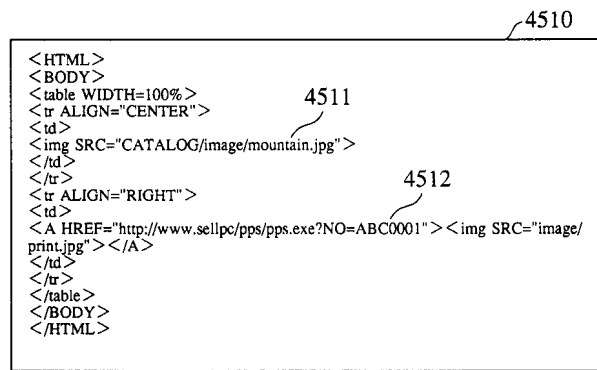 4510
<HTML>
<BODY>
<table WIDTH=100%>
<tr ALIGN="CENTER">
4511
<td>
<img SRC="CATALOG/image/mountain.jpg">
</td>
</tr>
<tr ALIGN="RIGHT">
4512
<td>
<A HREF="http://www.sellpc/pps/pps.exe?NO=ABC0001"><img SRC="image/
print.jpg"></A>
</td>
</tr>
</table>
</BODY>
</HTML>